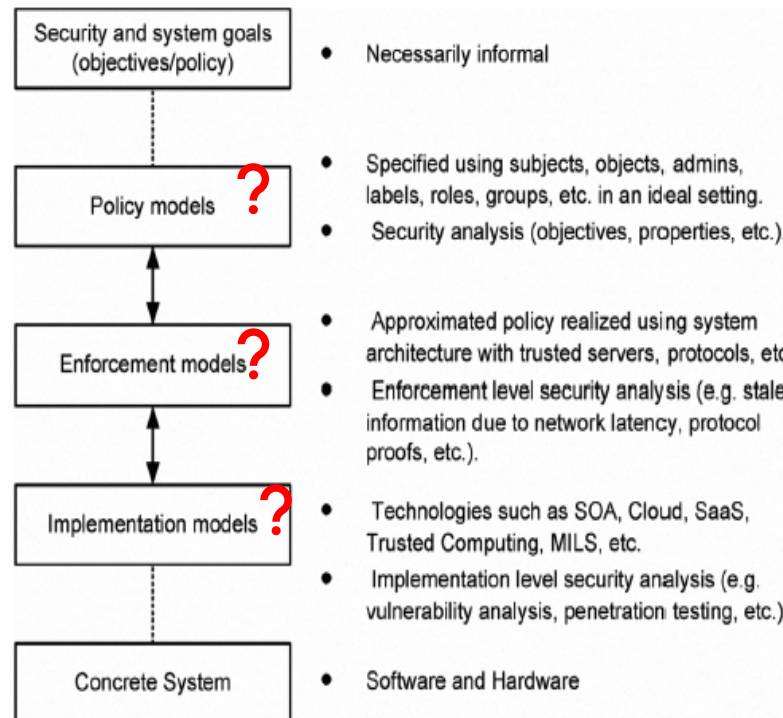 Security and system goals
(objectives/policy)
● Necessarily informal
Policy models ?
● Specified using subjects, objects, admins,
labels, roles, groups, etc. in an ideal setting.
● Security analysis (objectives, properties, etc.)
Enforcement models ?
● Approximated policy realized using system
architecture with trusted servers, protocols, etc
● Enforcement level security analysis (e.g. stale
information due to network latency, protocol
proofs, etc.).
Implementation models ?
● Technologies such as SOA, Cloud, SaaS,
Trusted Computing, MILS, etc.
● Implementation level security analysis (e.g.
vulnerability analysis, penetration testing, etc.)
Concrete System
● Software and Hardware